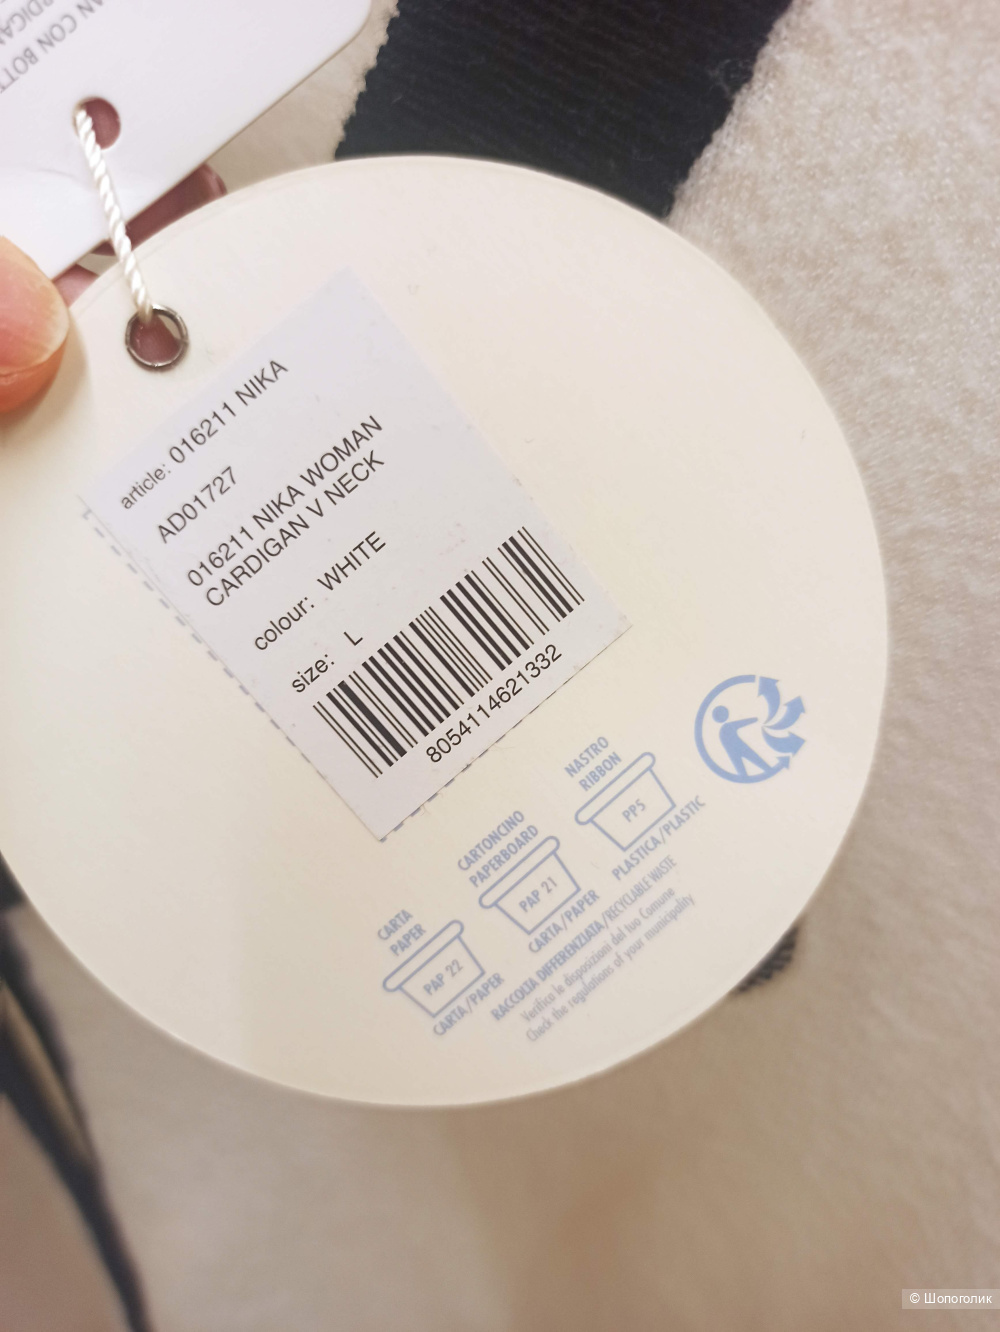 CON BOTT
article: 016211 NIKA
AD01727
016211 NIKA WOMAN
CARDIGAN V NECK
colour: WHITE
size: L
8054114621332
NASTRO
RIBBON
PP5
PLASTICA/PLASTIC
CARTONCINO
PAPERBOARD
PAP 21
CARTA/PAPER
CARTA
PAPER
PAP 22
CARTA/PAPER
RACCOLTA DIFFERENZIATA/RECYCLABLE WASTE
Verifica le disposizioni del tuo Comune
Check the regulations of your municipality
© Шопоголик